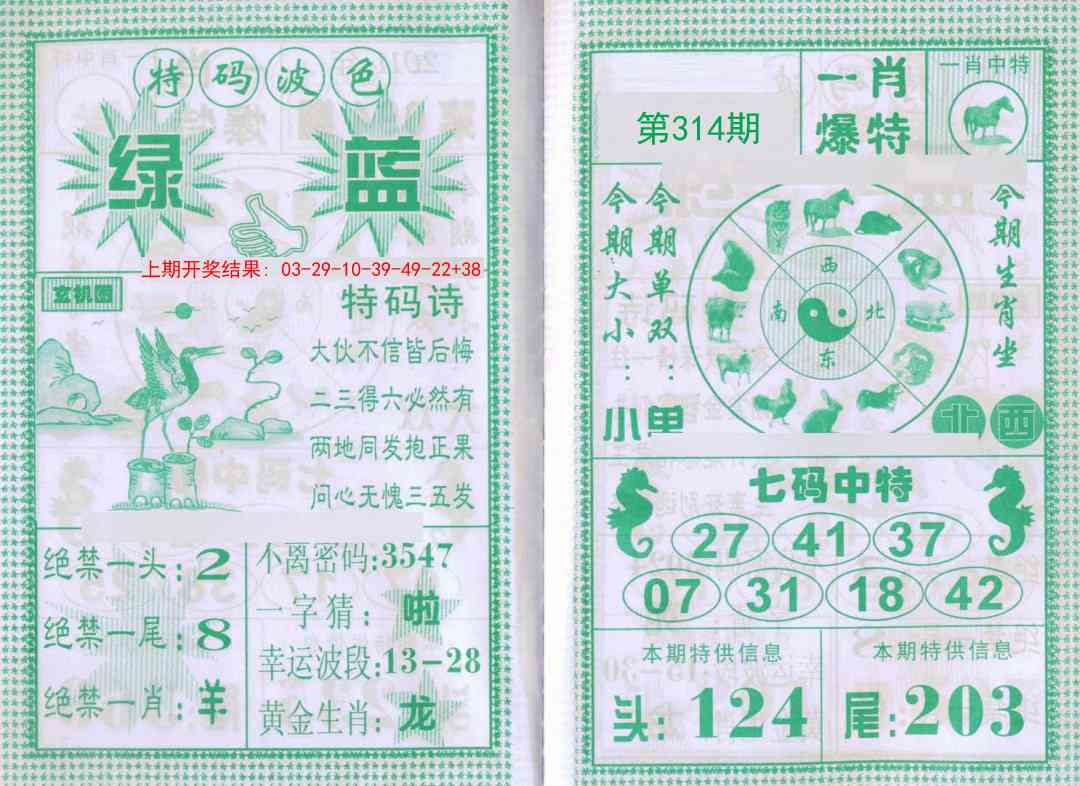 特码波色
绿 蓝
上期开奖结果：03-29-10-39-49-22+38
玄机图
特码诗
大伙不信皆后悔
二三得六必然有
两地同发抱正果
问心无愧三五发
绝禁一头：2
绝禁一尾：8
绝禁一肖：羊
不离密码:3547
一字猜：啦
幸运波段:13-28
黄金生肖：龙
第314期
一肖
爆特
一肖中特
今期大小：小
今期单双：单
西
南 北
东
今期生肖坐
北 西
七码中特
27 41 37
07 31 18 42
本期特供信息
头：124
本期特供信息
尾：203